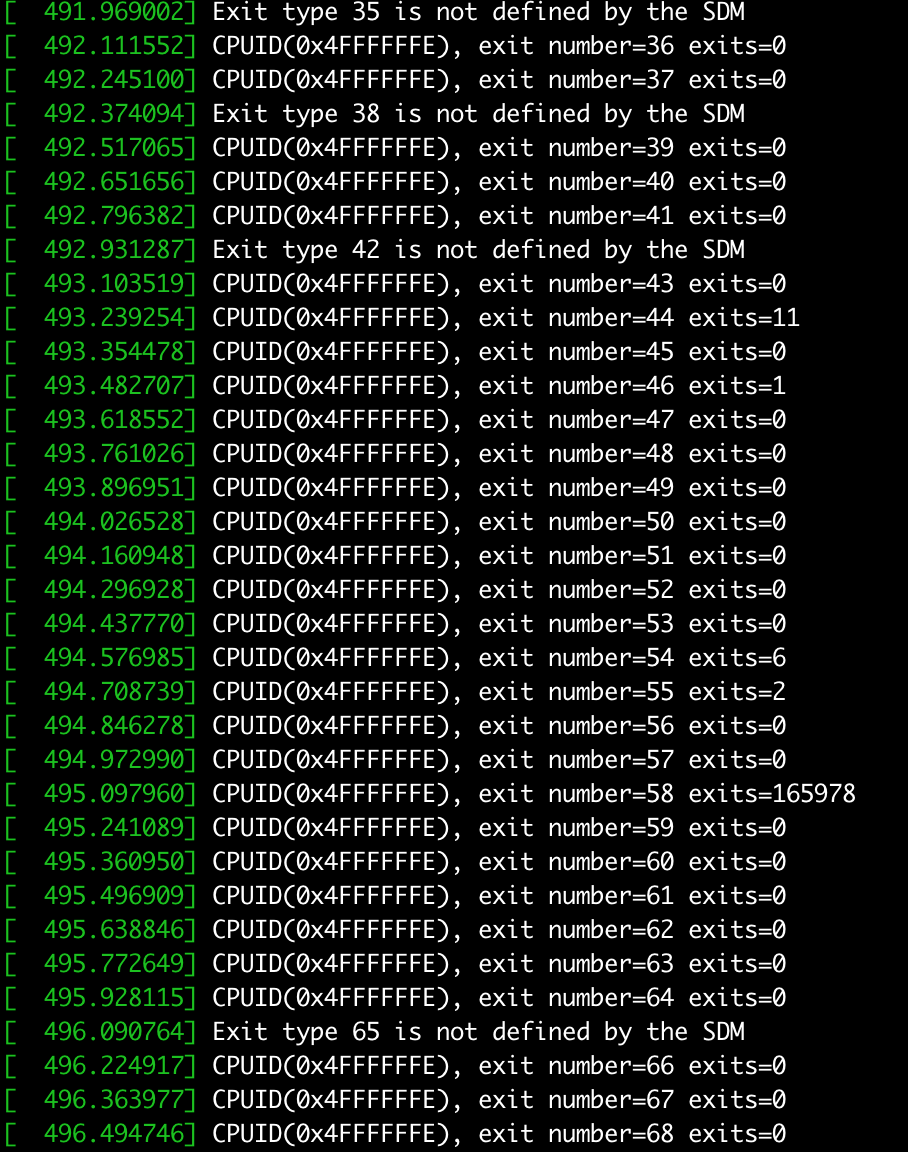 [  491.969002] Exit type 35 is not defined by the SDM
[  492.111552] CPUID(0x4FFFFFFE), exit number=36 exits=0
[  492.245100] CPUID(0x4FFFFFFE), exit number=37 exits=0
[  492.374094] Exit type 38 is not defined by the SDM
[  492.517065] CPUID(0x4FFFFFFE), exit number=39 exits=0
[  492.651656] CPUID(0x4FFFFFFE), exit number=40 exits=0
[  492.796382] CPUID(0x4FFFFFFE), exit number=41 exits=0
[  492.931287] Exit type 42 is not defined by the SDM
[  493.103519] CPUID(0x4FFFFFFE), exit number=43 exits=0
[  493.239254] CPUID(0x4FFFFFFE), exit number=44 exits=11
[  493.354478] CPUID(0x4FFFFFFE), exit number=45 exits=0
[  493.482707] CPUID(0x4FFFFFFE), exit number=46 exits=1
[  493.618552] CPUID(0x4FFFFFFE), exit number=47 exits=0
[  493.761026] CPUID(0x4FFFFFFE), exit number=48 exits=0
[  493.896951] CPUID(0x4FFFFFFE), exit number=49 exits=0
[  494.026528] CPUID(0x4FFFFFFE), exit number=50 exits=0
[  494.160948] CPUID(0x4FFFFFFE), exit number=51 exits=0
[  494.296928] CPUID(0x4FFFFFFE), exit number=52 exits=0
[  494.437770] CPUID(0x4FFFFFFE), exit number=53 exits=0
[  494.576985] CPUID(0x4FFFFFFE), exit number=54 exits=6
[  494.708739] CPUID(0x4FFFFFFE), exit number=55 exits=2
[  494.846278] CPUID(0x4FFFFFFE), exit number=56 exits=0
[  494.972990] CPUID(0x4FFFFFFE), exit number=57 exits=0
[  495.097960] CPUID(0x4FFFFFFE), exit number=58 exits=165978
[  495.241089] CPUID(0x4FFFFFFE), exit number=59 exits=0
[  495.360950] CPUID(0x4FFFFFFE), exit number=60 exits=0
[  495.496909] CPUID(0x4FFFFFFE), exit number=61 exits=0
[  495.638846] CPUID(0x4FFFFFFE), exit number=62 exits=0
[  495.772649] CPUID(0x4FFFFFFE), exit number=63 exits=0
[  495.928115] CPUID(0x4FFFFFFE), exit number=64 exits=0
[  496.090764] Exit type 65 is not defined by the SDM
[  496.224917] CPUID(0x4FFFFFFE), exit number=66 exits=0
[  496.363977] CPUID(0x4FFFFFFE), exit number=67 exits=0
[  496.494746] CPUID(0x4FFFFFFE), exit number=68 exits=0